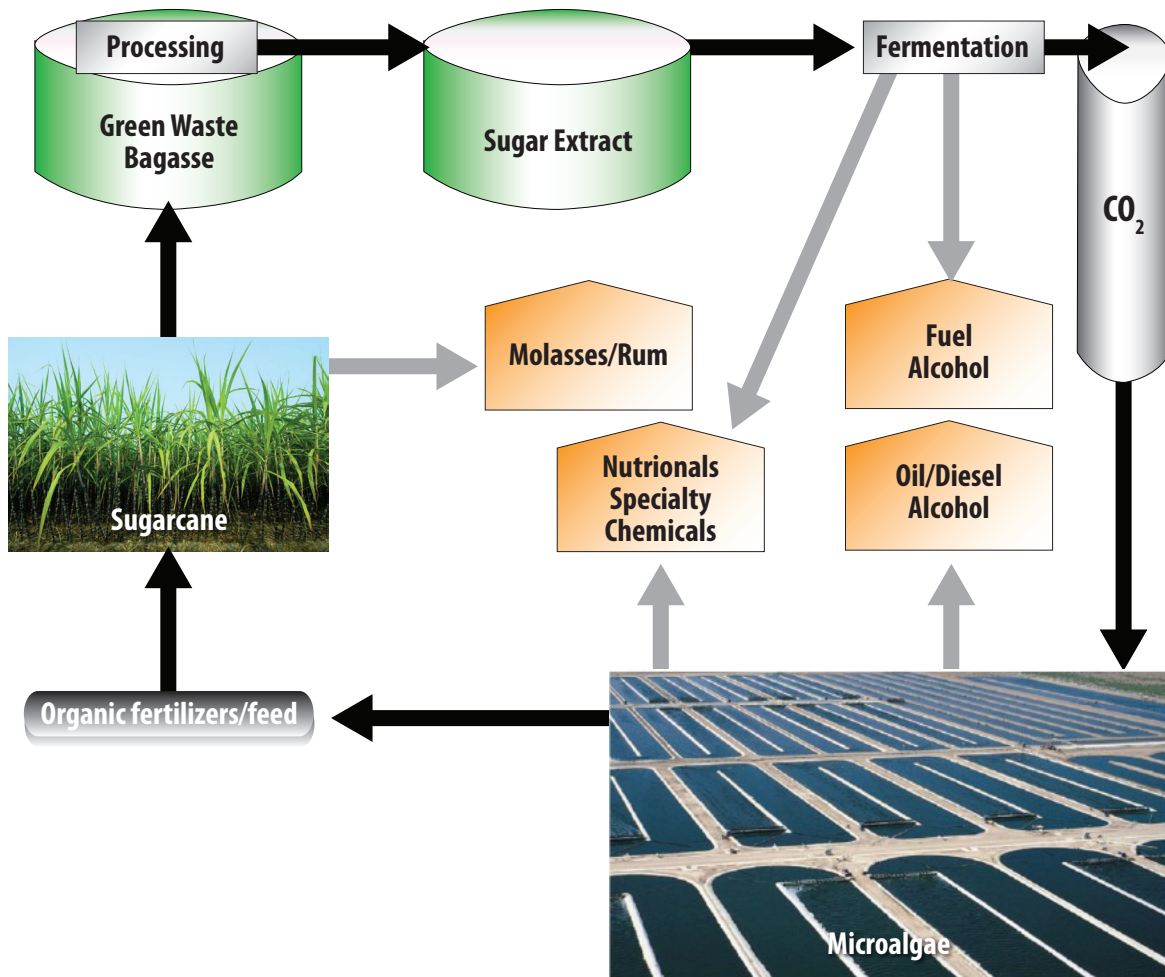 Processing
Green Waste
Bagasse
Sugar Extract
Fermentation
CO₂
Molasses/Rum
Fuel
Alcohol
Nutrionals
Specialty
Chemicals
Oil/Diesel
Alcohol
Sugarcane
Organic fertilizers/feed
Microalgae